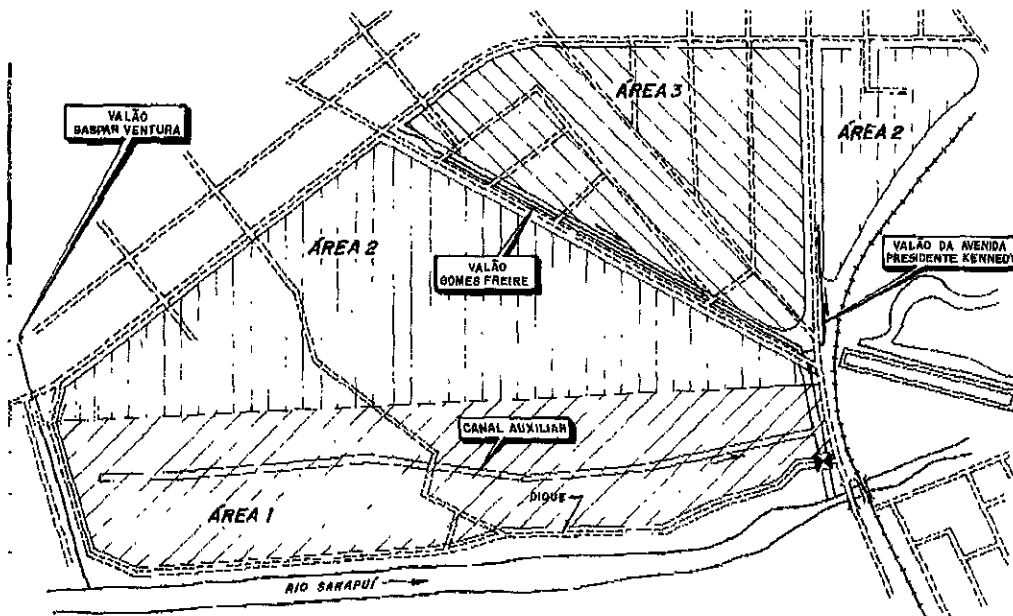 ÁREA 3
VALÃO
GASPAR VENTURA
ÁREA 2
ÁREA 2
VALÃO
GOMES FREIRE
VALÃO DA AVENIDA
PRESIDENTE KENNEDY
CANAL AUXILIAR
DIQUE
ÁREA 1
RIO SARAPUÍ